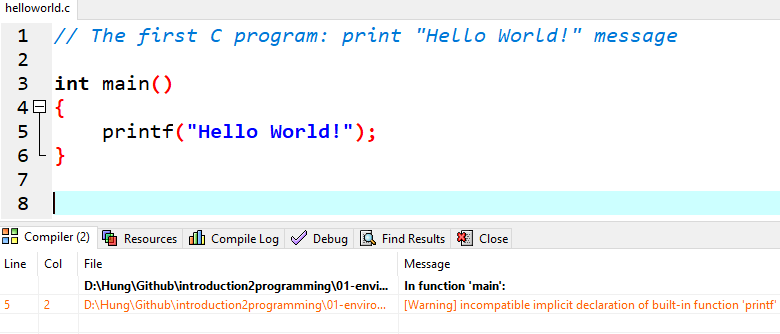 helloworld.c
1 // The first C program: print "Hello World!" message
2
3 int main()
4 {
5 printf("Hello World!");
6 }
7
8
Compiler (2) Resources Compile Log Debug Find Results Close
Line Col File Message
D:\Hung\Github\introduction2programming\01-envi... In function 'main':
5 2 D:\Hung\Github\introduction2programming\01-enviro... [Warning] incompatible implicit declaration of built-in function 'printf'